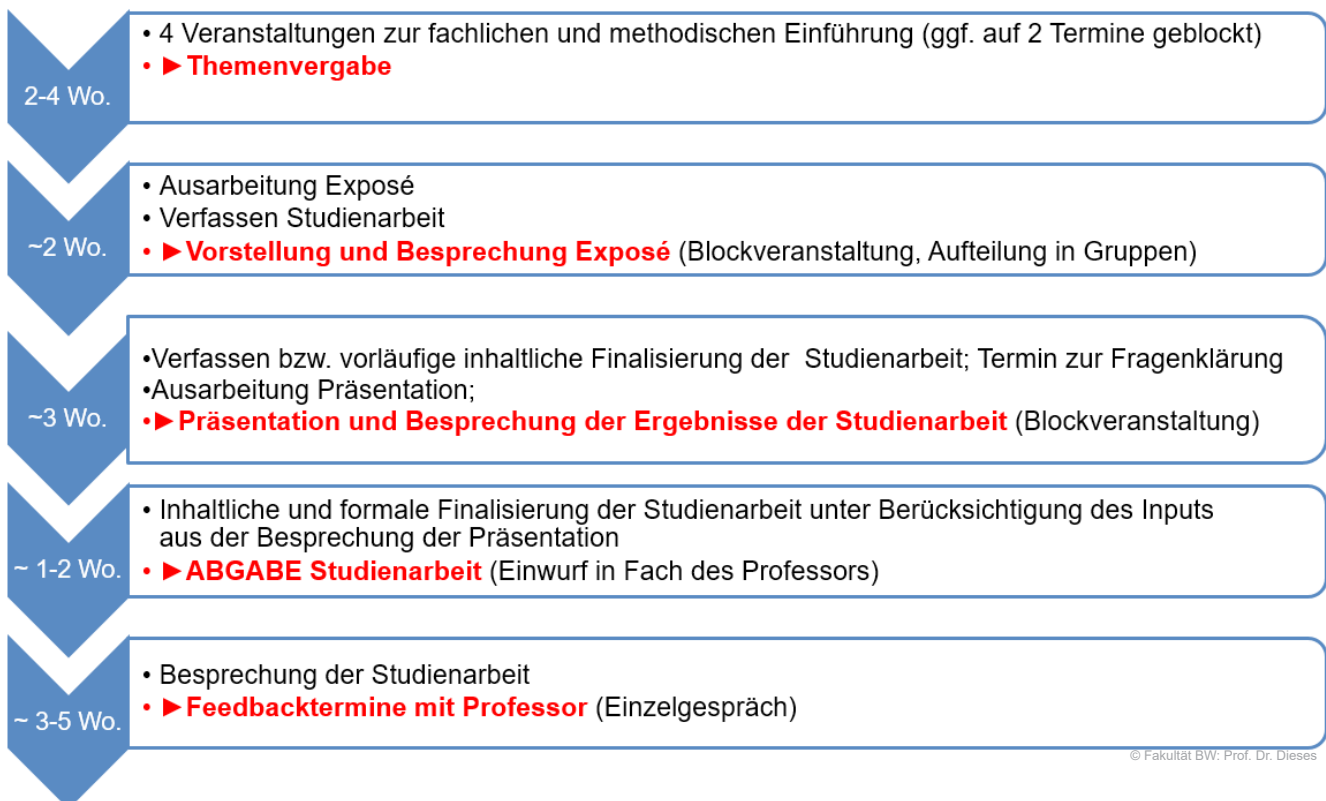 2-4 Wo.
• 4 Veranstaltungen zur fachlichen und methodischen Einführung (ggf. auf 2 Termine geblockt)
• ►Themenvergabe
~2 Wo.
• Ausarbeitung Exposé
• Verfassen Studienarbeit
• ►Vorstellung und Besprechung Exposé (Blockveranstaltung, Aufteilung in Gruppen)
~3 Wo.
•Verfassen bzw. vorläufige inhaltliche Finalisierung der Studienarbeit; Termin zur Fragenklärung
•Ausarbeitung Präsentation;
•►Präsentation und Besprechung der Ergebnisse der Studienarbeit (Blockveranstaltung)
~ 1-2 Wo.
• Inhaltliche und formale Finalisierung der Studienarbeit unter Berücksichtigung des Inputs
aus der Besprechung der Präsentation
• ►ABGABE Studienarbeit (Einwurf in Fach des Professors)
~ 3-5 Wo.
• Besprechung der Studienarbeit
• ►Feedbacktermine mit Professor (Einzelgespräch)
© Fakultät BW: Prof. Dr. Dieses